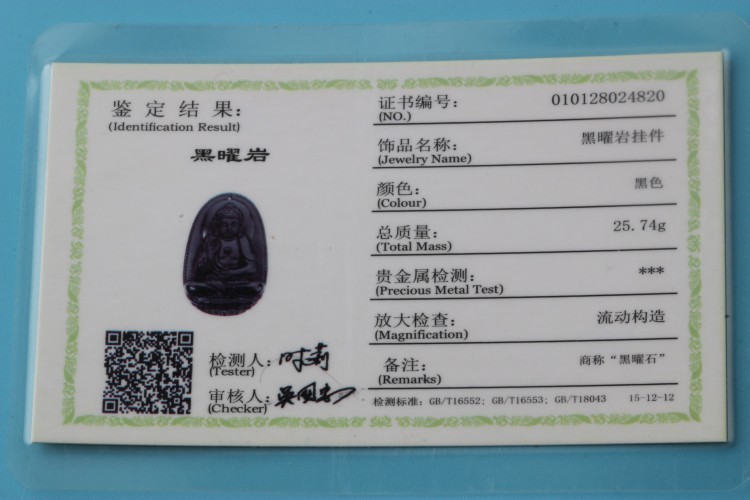 鉴定结果:
(Identification Result)
黑曜岩
检测人:
(Tester)
审核人:
(Checker)
证书编号: 010128024820
(NO.)
饰品名称: 黑曜岩挂件
(Jewelry Name)
颜色: 黑色
(Colour)
总质量: 25.74g
(Total Mass)
贵金属检测: ***
(Precious Metal Test)
放大检查: 流动构造
(Magnification)
备注: 商称“黑曜石”
(Remarks)
检测标准: GB/T16552; GB/T16553; GB/T18043 15-12-12